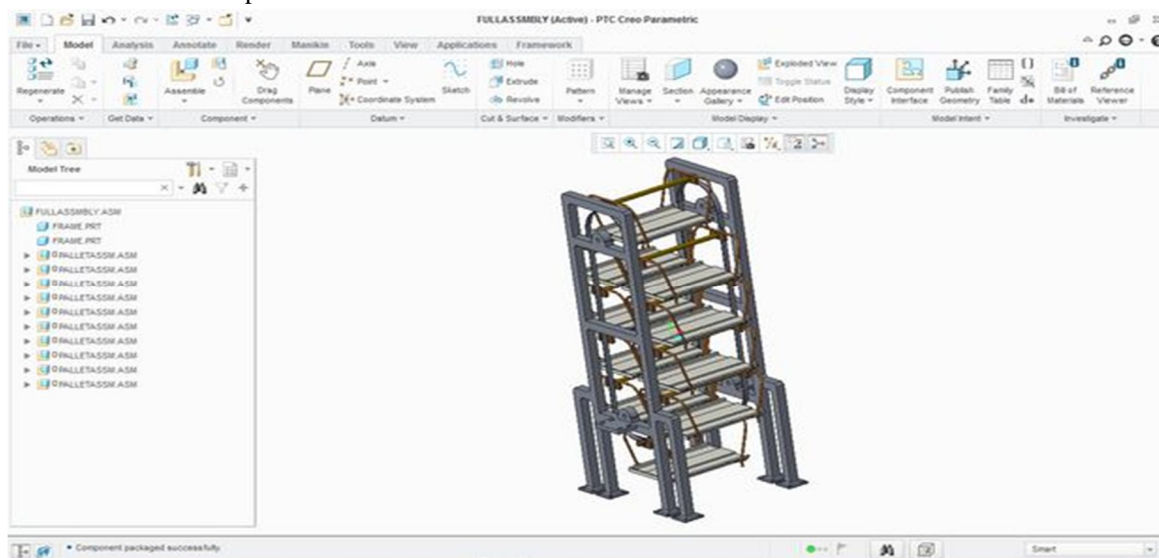 FULLASSMBLY (Active) - PTC Creo Parametric
File Model Analysis Annotate Render Manikin Tools View Applications Framework
Regenerate
Assemble
Drag Components
Plane
Axis
Point
Coordinate System
Sketch
Hole
Extrude
Revolve
Pattern
Manage Views
Section
Appearance Gallery
Exploded View
Toggle Status
Edit Position
Display Style
Component Interface
Publish Geometry
Family Table
d=
Bill of Materials
Reference Viewer
Operations Get Data Component Datum Cut & Surface Modifiers Model Display Model Intent Investigate
Model Tree
FULLASSMBLY.ASM
FRAME.PRT
FRAME.PRT
PALLETASSM.ASM
PALLETASSM.ASM
PALLETASSM.ASM
PALLETASSM.ASM
PALLETASSM.ASM
PALLETASSM.ASM
PALLETASSM.ASM
PALLETASSM.ASM
PALLETASSM.ASM
PALLETASSM.ASM
• Component packaged successfully.
Smart